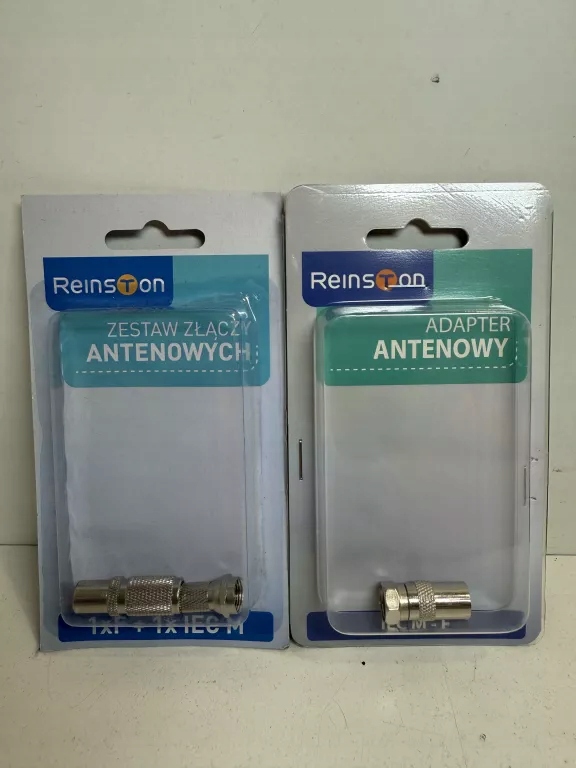 Reinston
ZESTAW ZŁĄCZY
ANTENOWYCH
1xF + 1x IEC M
Reinston
ADAPTER
ANTENOWY
M - F